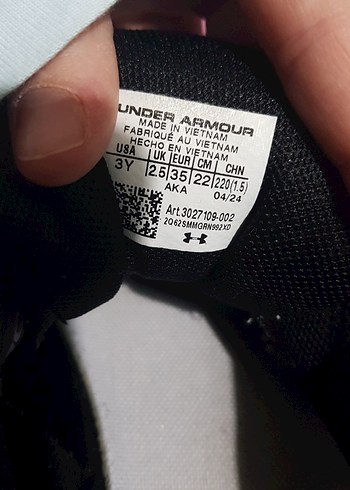 UNDER ARMOUR
MADE IN VIETNAM
FABRIQUÉ AU VIETNAM
HECHO EN VIETNAM
USA UK EUR CM CHN
3Y 2.5 35 22 220(1.5)
AKA 04/24
Art.3027109-002
2Q62SMMGRN992XD